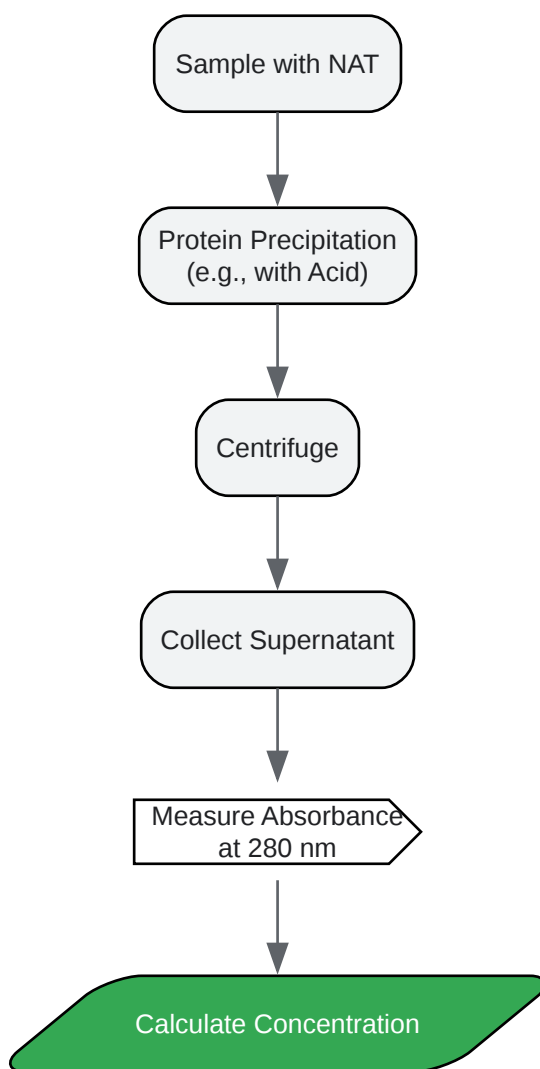 Sample with NAT
Protein Precipitation
(e.g., with Acid)
Centrifuge
Collect Supernatant
Measure Absorbance
at 280 nm
Calculate Concentration